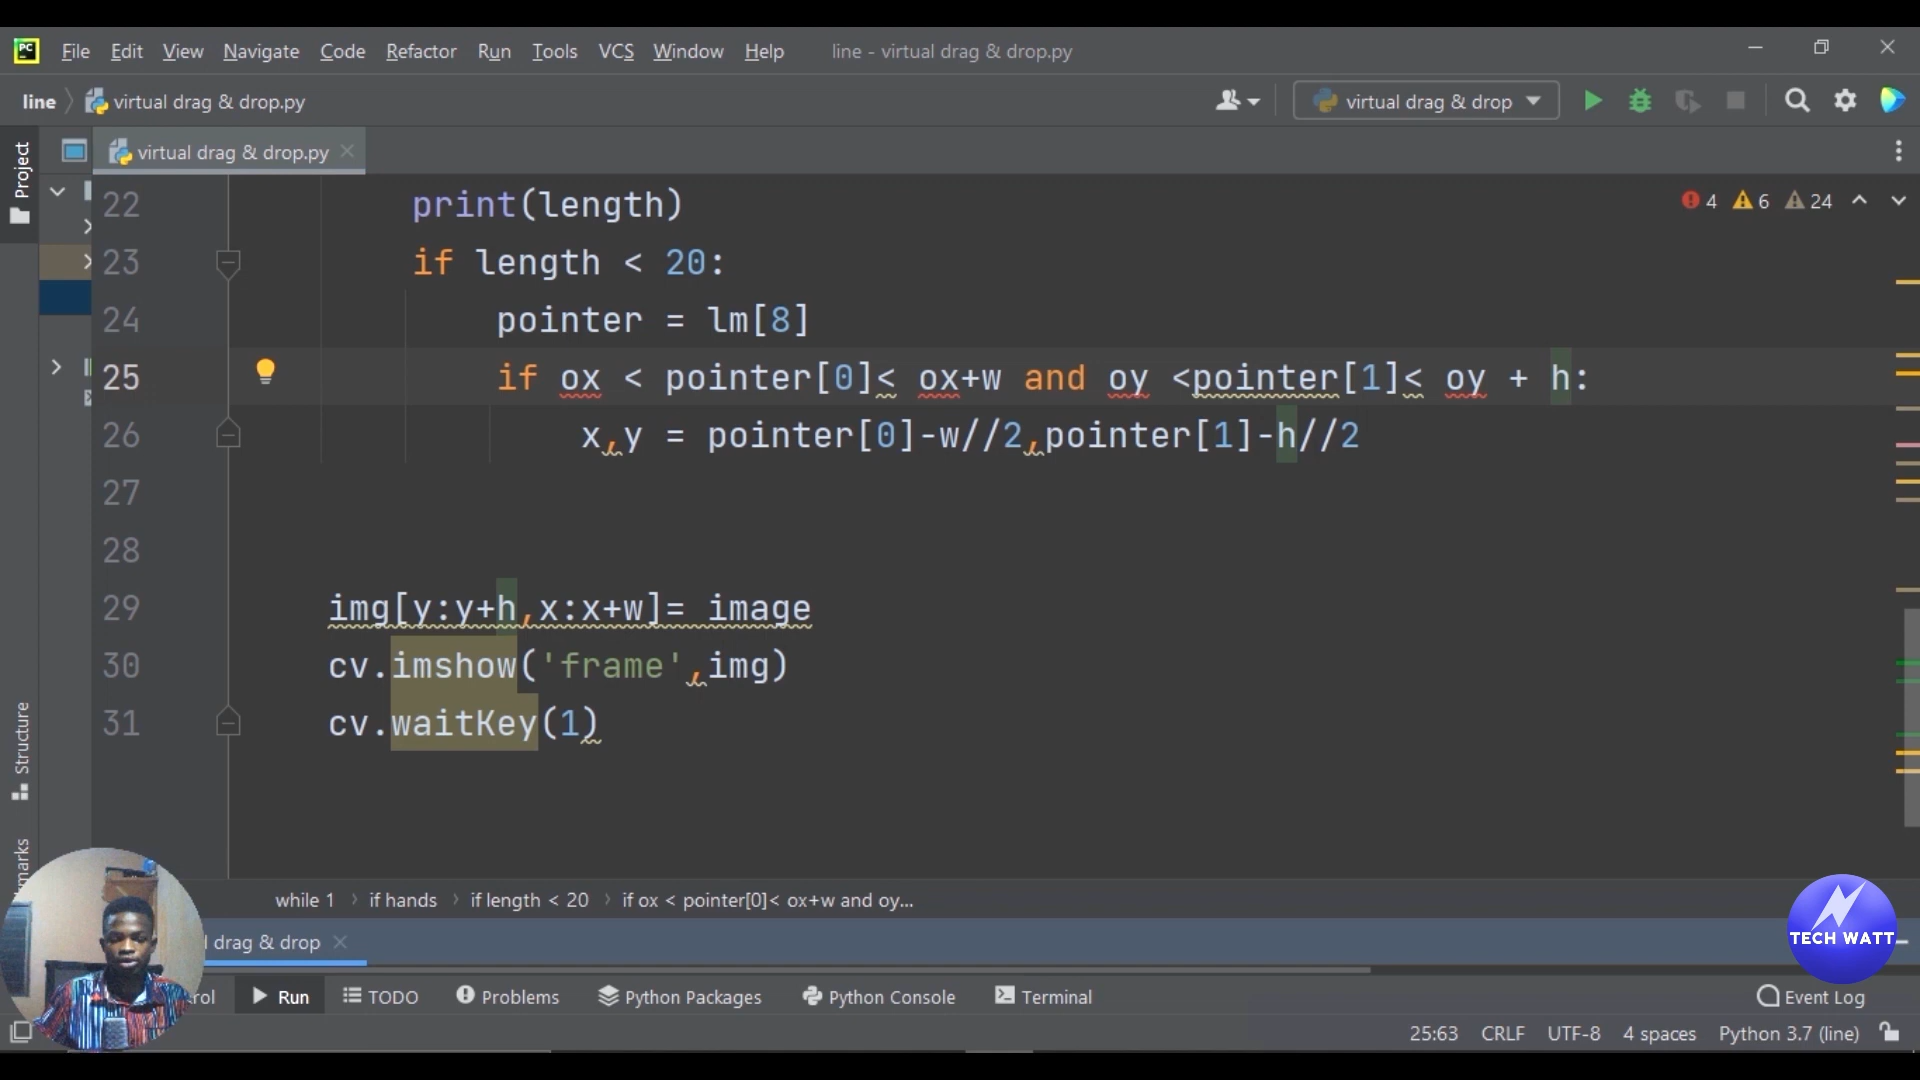 PC File Edit View Navigate Code Refactor Run Tools VCS Window Help line - virtual drag & drop.py
line virtual drag & drop.py virtual drag & drop
Project virtual drag & drop.py
22 print(length) 4 6 24
23 if length < 20:
24 pointer = lm[8]
25 if ox < pointer[0]< ox+w and oy <pointer[1]< oy + h:
26 x,y = pointer[0]-w//2,pointer[1]-h//2
27
28
29 img[y:y+h,x:x+w]= image
30 cv.imshow('frame',img)
31 cv.waitKey(1)
Structure
marks
while 1 if hands if length < 20 if ox < pointer[0]< ox+w and oy...
drag & drop
TECH WATT
rol Run TODO Problems Python Packages Python Console Terminal Event Log
25:63 CRLF UTF-8 4 spaces Python 3.7 (line)